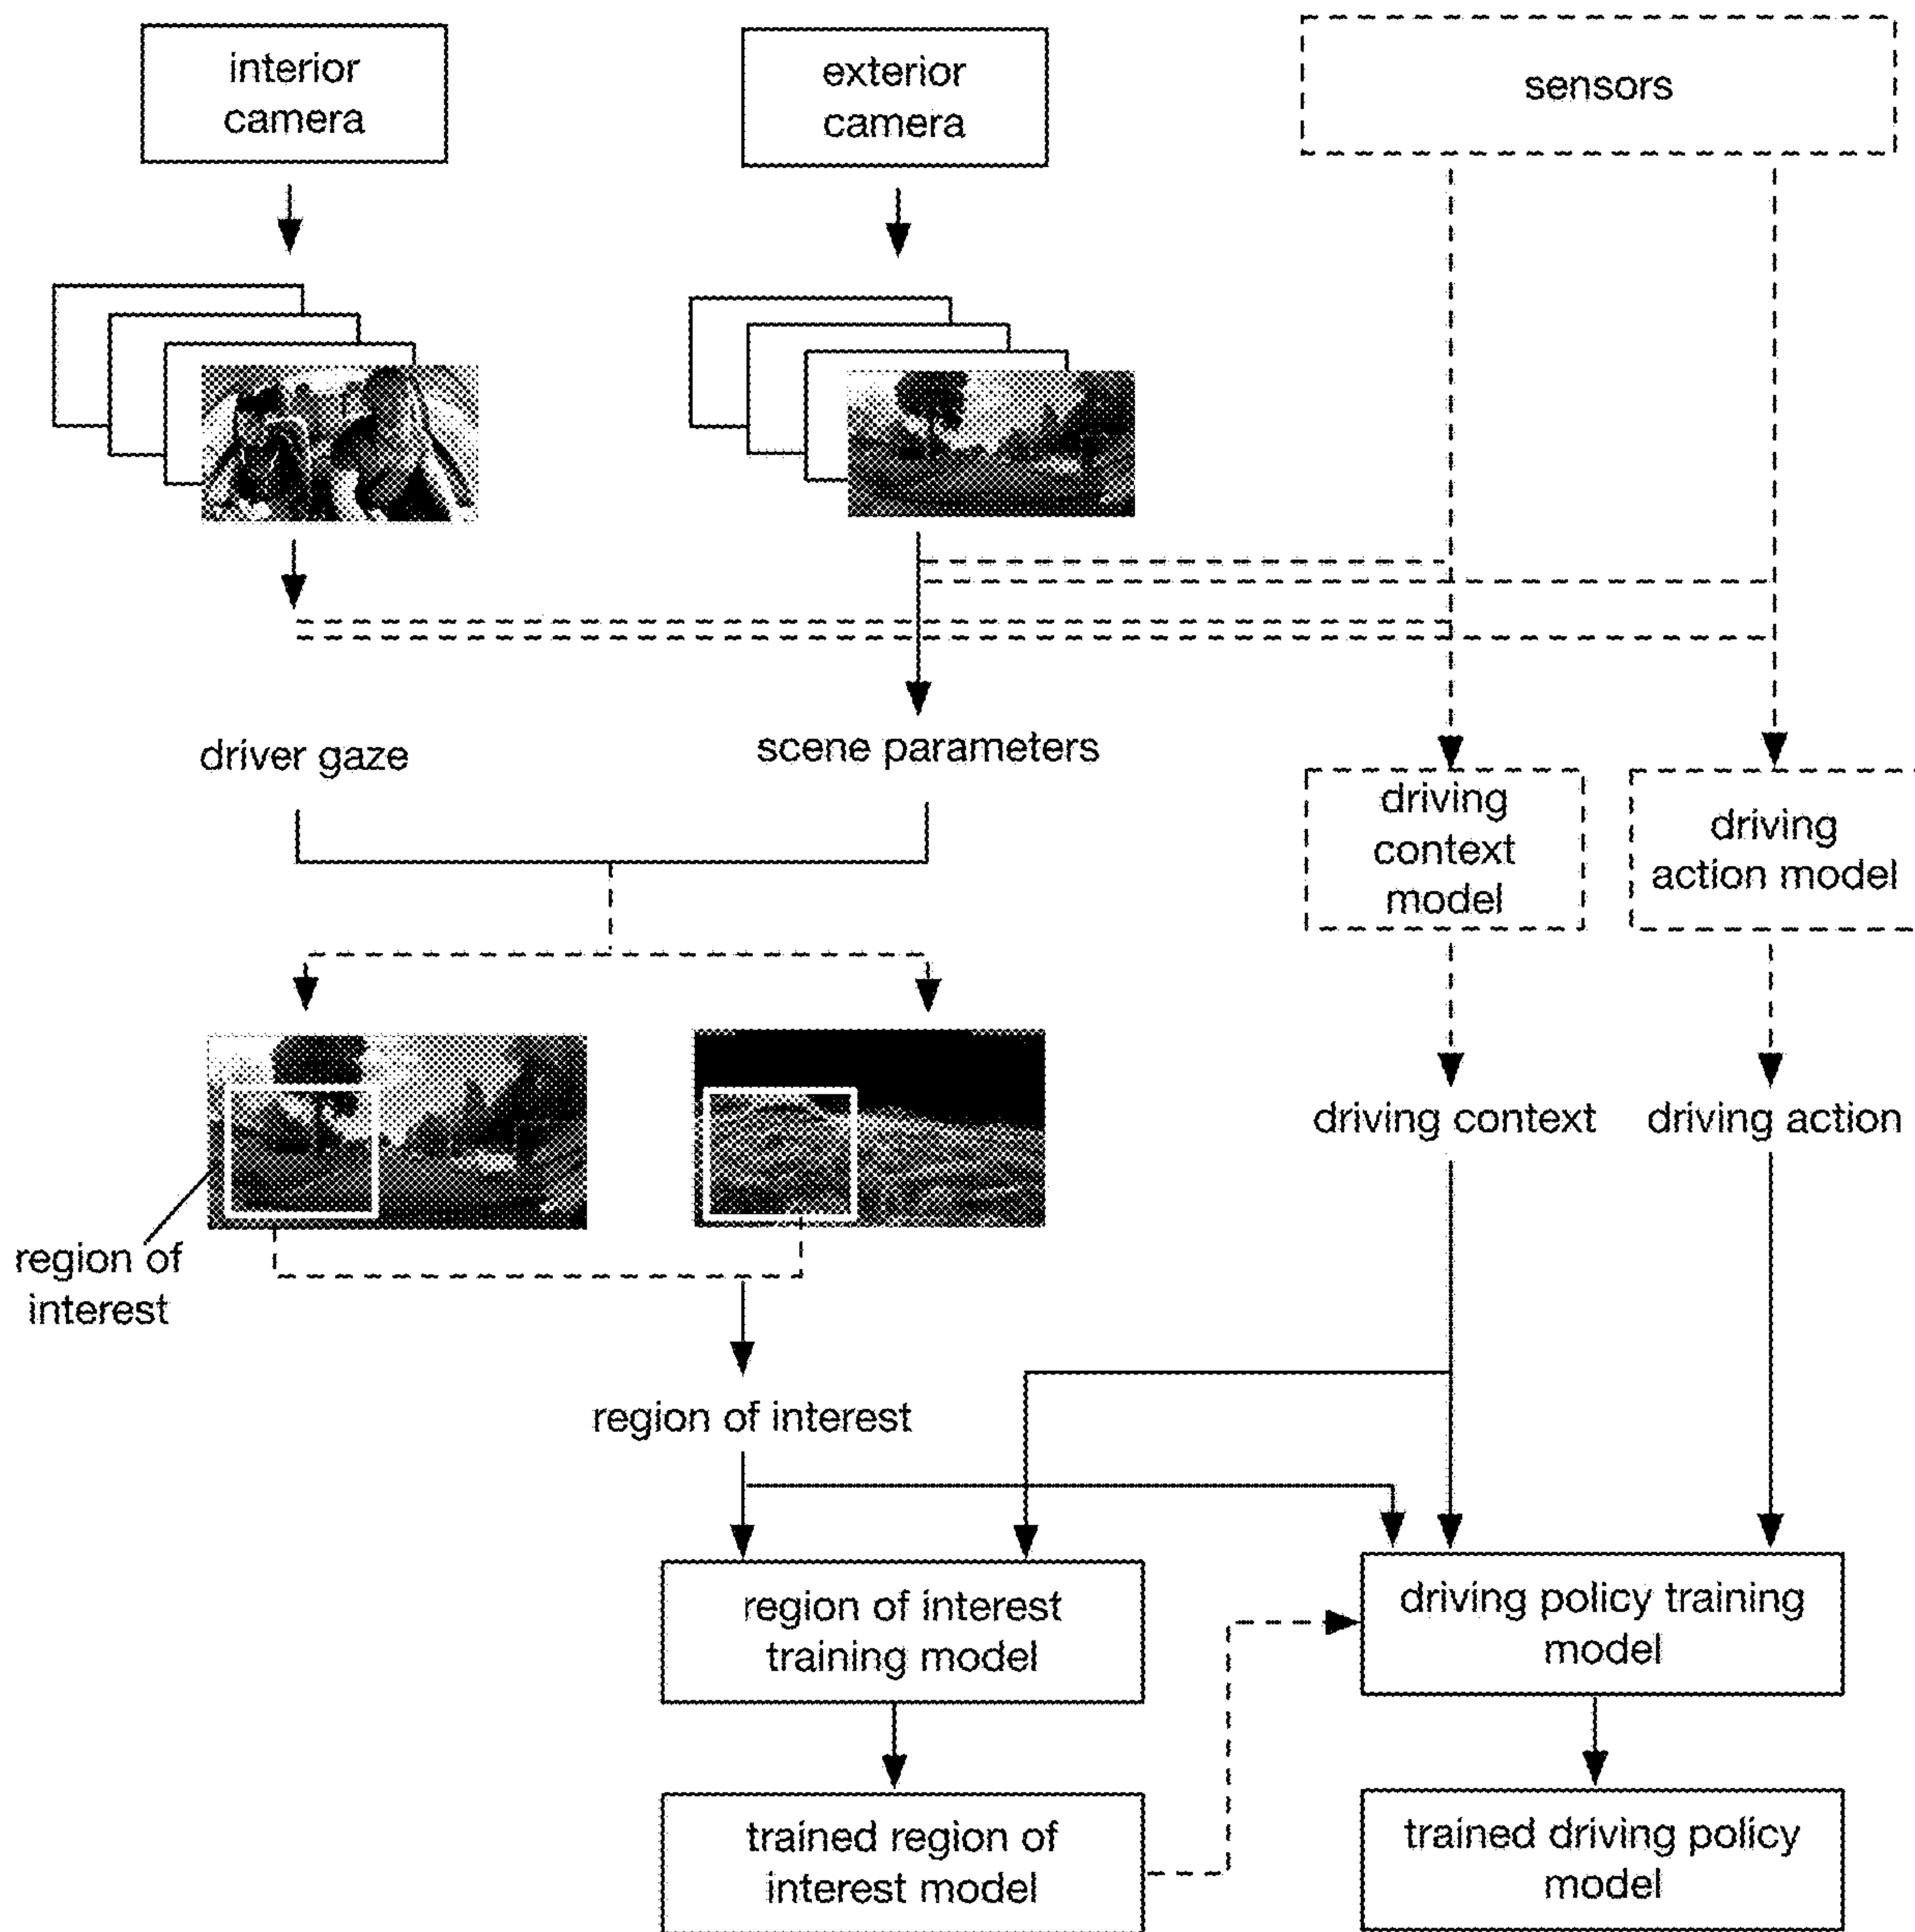 interior
camera
exterior
camera
sensors
driver gaze
scene parameters
driving
context
model
driving
action model
driving context
driving action
region of
interest
region of interest
region of interest
training model
driving policy training
model
trained region of
interest model
trained driving policy
model